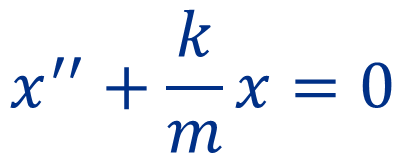 x′′ + k/m x = 0